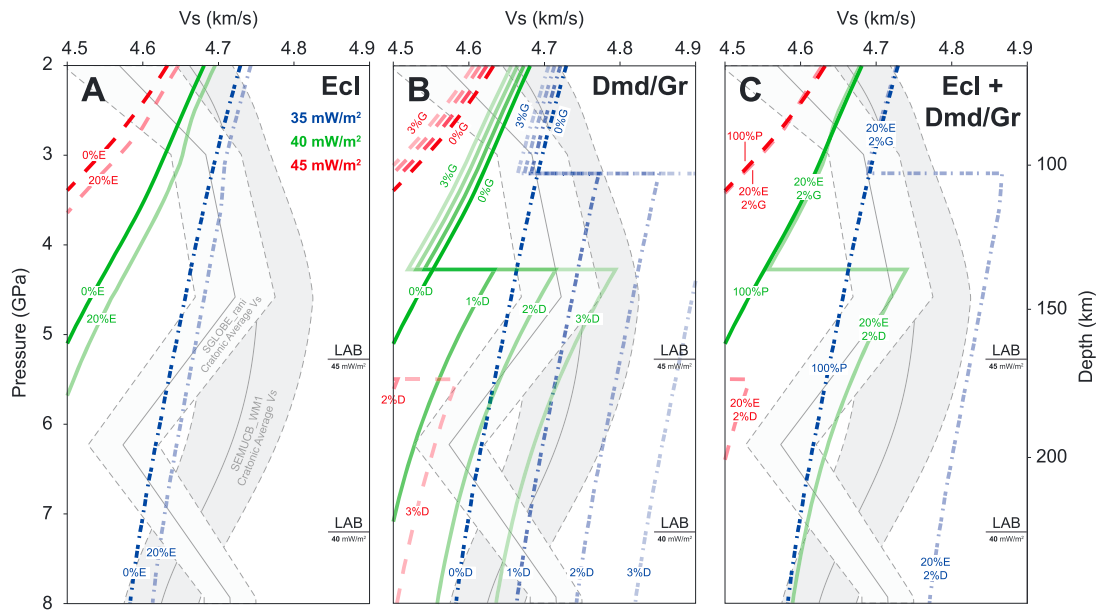 Vs (km/s)
Vs (km/s)
Vs (km/s)
4.5
4.6
4.7
4.8
4.9
4.5
4.6
4.7
4.8
4.9
4.5
4.6
4.7
4.8
4.9
Pressure (GPa)
2
3
4
5
6
7
8
A
Ecl
35 mW/m²
40 mW/m²
45 mW/m²
0%E
20%E
0%E
20%E
SGLOBE_rani
Cratonic Average Vs
SEMUCB_WM1
Cratonic Average Vs
LAB
45 mW/m²
LAB
40 mW/m²
20%E
0%E
B
Dmd/Gr
3%G
0%G
3%G
0%G
3%G
0%G
0%D
1%D
2%D
3%D
2%D
3%D
LAB
45 mW/m²
LAB
40 mW/m²
0%D
1%D
2%D
3%D
C
Ecl +
Dmd/Gr
100%P
20%E
2%G
20%E
2%G
20%E
2%G
100%P
20%E
2%D
100%P
20%E
2%D
LAB
45 mW/m²
LAB
40 mW/m²
20%E
2%D
100
150
200
Depth (km)